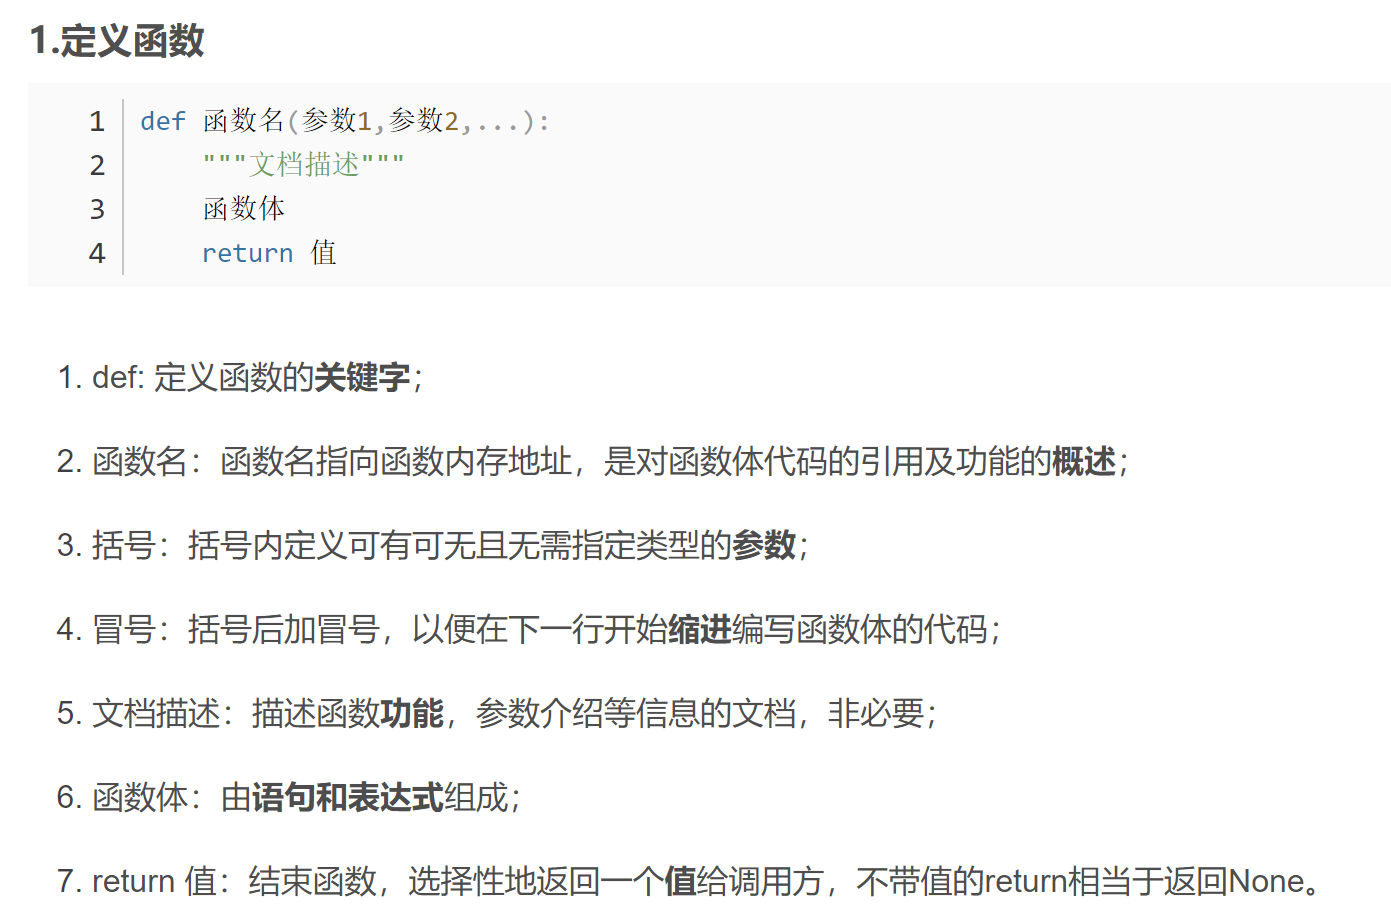 1.定义函数
1 def 函数名(参数1,参数2,...):
2 """文档描述"""
3 函数体
4 return 值
1. def: 定义函数的关键字；
2. 函数名：函数名指向函数内存地址，是对函数体代码的引用及功能的概述；
3. 括号：括号内定义可有可无且无需指定类型的参数；
4. 冒号：括号后加冒号，以便在下一行开始缩进编写函数体的代码；
5. 文档描述：描述函数功能，参数介绍等信息的文档，非必要；
6. 函数体：由语句和表达式组成；
7. return 值：结束函数，选择性地返回一个值给调用方，不带值的return相当于返回None。